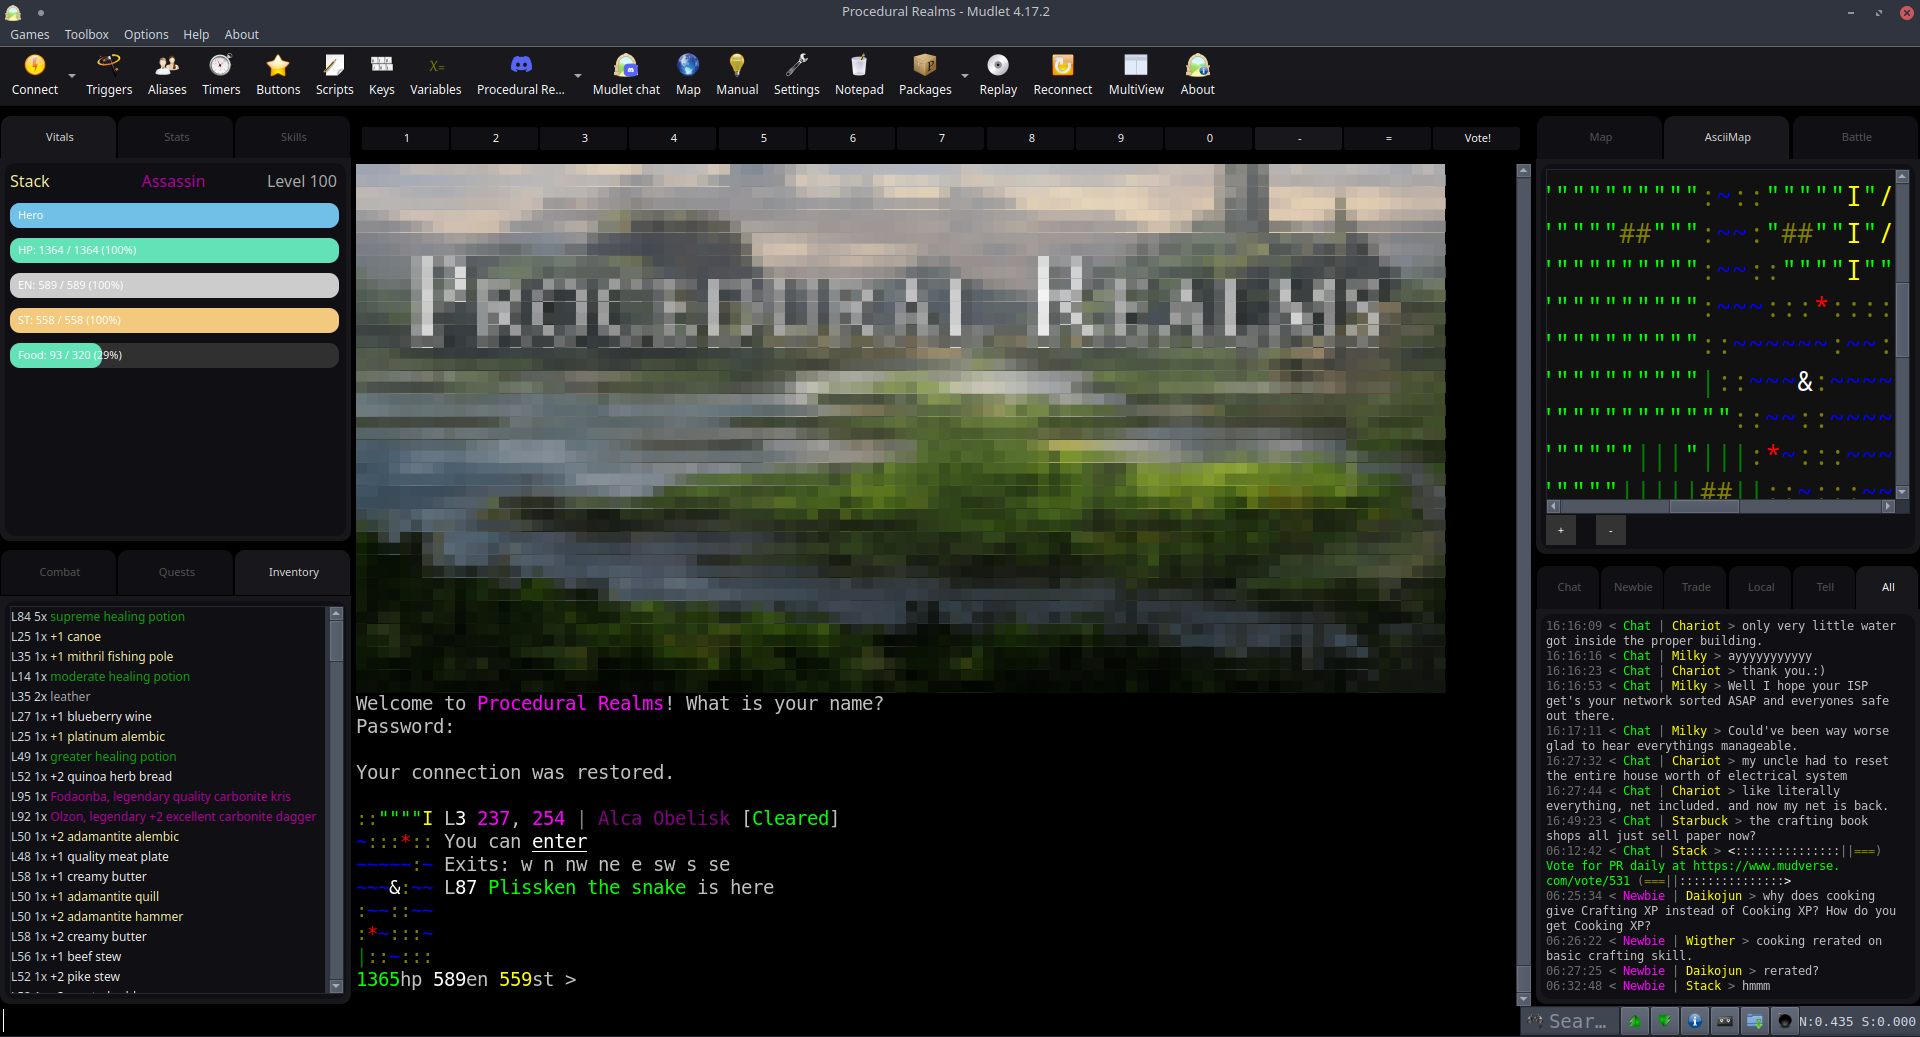 Procedural Realms - Mudlet 4.17.2
Games Toolbox Options Help About
Connect Triggers Aliases Timers Buttons Scripts Keys Variables Procedural Re... Mudlet chat Map Manual Settings Notepad Packages Replay Reconnect MultiView About
Vitals Stats Skills
Stack Assassin Level 100
Hero
HP: 1364 / 1364 (100%)
EN: 589 / 589 (100%)
ST: 558 / 558 (100%)
Food: 93 / 320 (29%)
Combat Quests Inventory
L84 5x supreme healing potion
L25 1x +1 canoe
L35 1x +1 mithril fishing pole
L14 1x moderate healing potion
L35 2x leather
L27 1x +1 blueberry wine
L25 1x +1 platinum alembic
L49 1x greater healing potion
L52 1x +2 quinoa herb bread
L95 1x Fodaonba, legendary quality carbonite kris
L92 1x Olzon, legendary +2 excellent carbonite dagger
L50 1x +2 adamantite alembic
L48 1x +1 quality meat plate
L58 1x +1 creamy butter
L50 1x +1 adamantite quill
L50 1x +2 adamantite hammer
L58 1x +2 creamy butter
L56 1x +1 beef stew
L52 1x +2 pike stew
1 2 3 4 5 6 7 8 9 0 - = Vote!
Procedural Realms
Welcome to Procedural Realms! What is your name?
Password:
Your connection was restored.
::""""I L3 237, 254 | Alca Obelisk [Cleared]
~:::*:: You can enter
~~~~~:~ Exits: w n nw ne e sw s se
~~~&:~~ L87 Plissken the snake is here
:~~::~~
:*~:::~
|::~:::
1365hp 589en 559st >
Map AsciiMap Battle
"""""""""":~::"""""I"/
"""""##""":~~:"##""I"/
"""""""""":~~::""""I""
"""""""""":~~~:::*::::
""""""""""::~~~~~~:~~:
""""""""""|::~~~&:~~~~
""""""""""""::~~::~~~~
""""""|||"|||:*~:::~~~
"""""|||||##||::~:::~~
+ -
Chat Newbie Trade Local Tell All
16:16:09 < Chat | Chariot > only very little water
got inside the proper building.
16:16:16 < Chat | Milky > ayyyyyyyyyyy
16:16:23 < Chat | Chariot > thank you.:)
16:16:53 < Chat | Milky > Well I hope your ISP
get's your network sorted ASAP and everyones safe
out there.
16:17:11 < Chat | Milky > Could've been way worse
glad to hear everythings manageable.
16:27:32 < Chat | Chariot > my uncle had to reset
the entire house worth of electrical system
16:27:44 < Chat | Chariot > like literally
everything, net included. and now my net is back.
16:49:23 < Chat | Starbuck > the crafting book
shops all just sell paper now?
06:12:42 < Chat | Stack > <:::::::::::::::||===)
Vote for PR daily at https://www.mudverse.
com/vote/531 (===||:::::::::::::::>
06:25:34 < Newbie | Daikojun > why does cooking
give Crafting XP instead of Cooking XP? How do you
get Cooking XP?
06:26:22 < Newbie | Wigther > cooking rerated on
basic crafting skill.
06:27:25 < Newbie | Daikojun > rerated?
06:32:48 < Newbie | Stack > hmmm
Sear... N:0.435 S:0.000